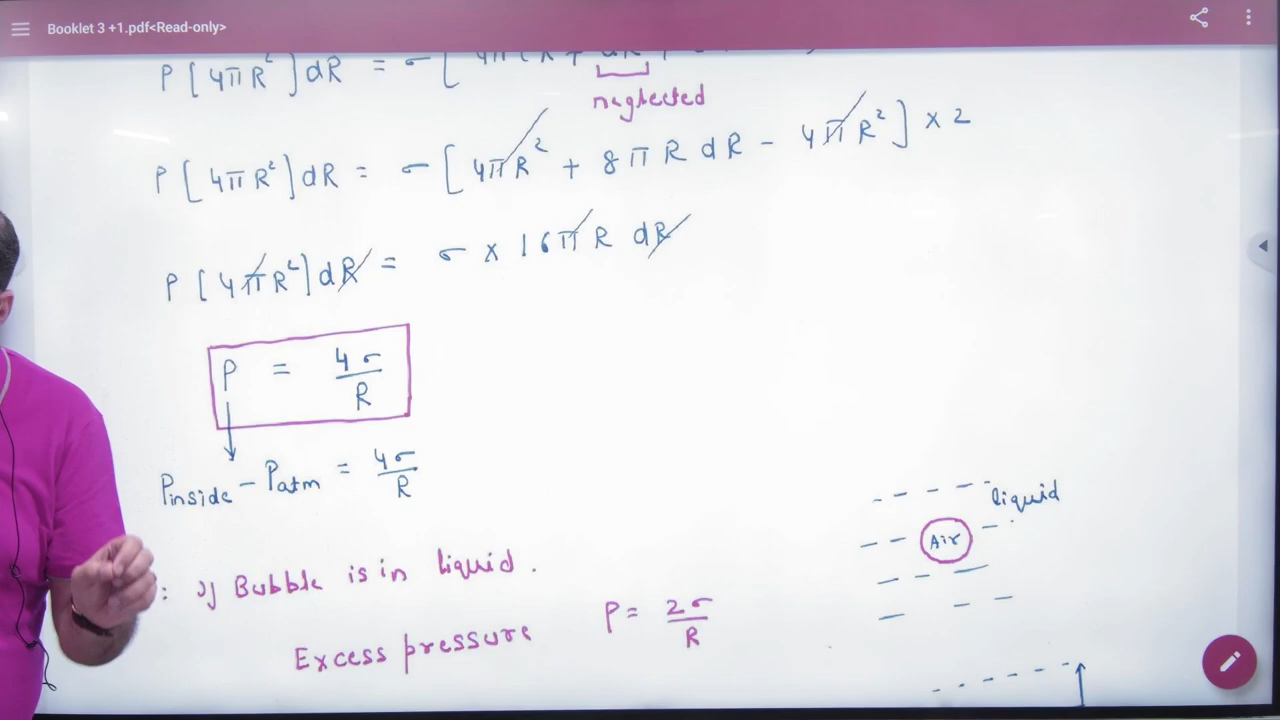 Booklet 3 +1.pdf<Read-only>
P [4πR²] dR = σ [
neglected
P [4πR²] dR = σ [4πR² + 8πR dR - 4πR²] × 2
P [4πR²] dR = σ × 16πR dR
P = 4σ/R
Pinside - Patm = 4σ/R
liquid
Air
: If Bubble is in liquid.
Excess pressure P = 2σ/R